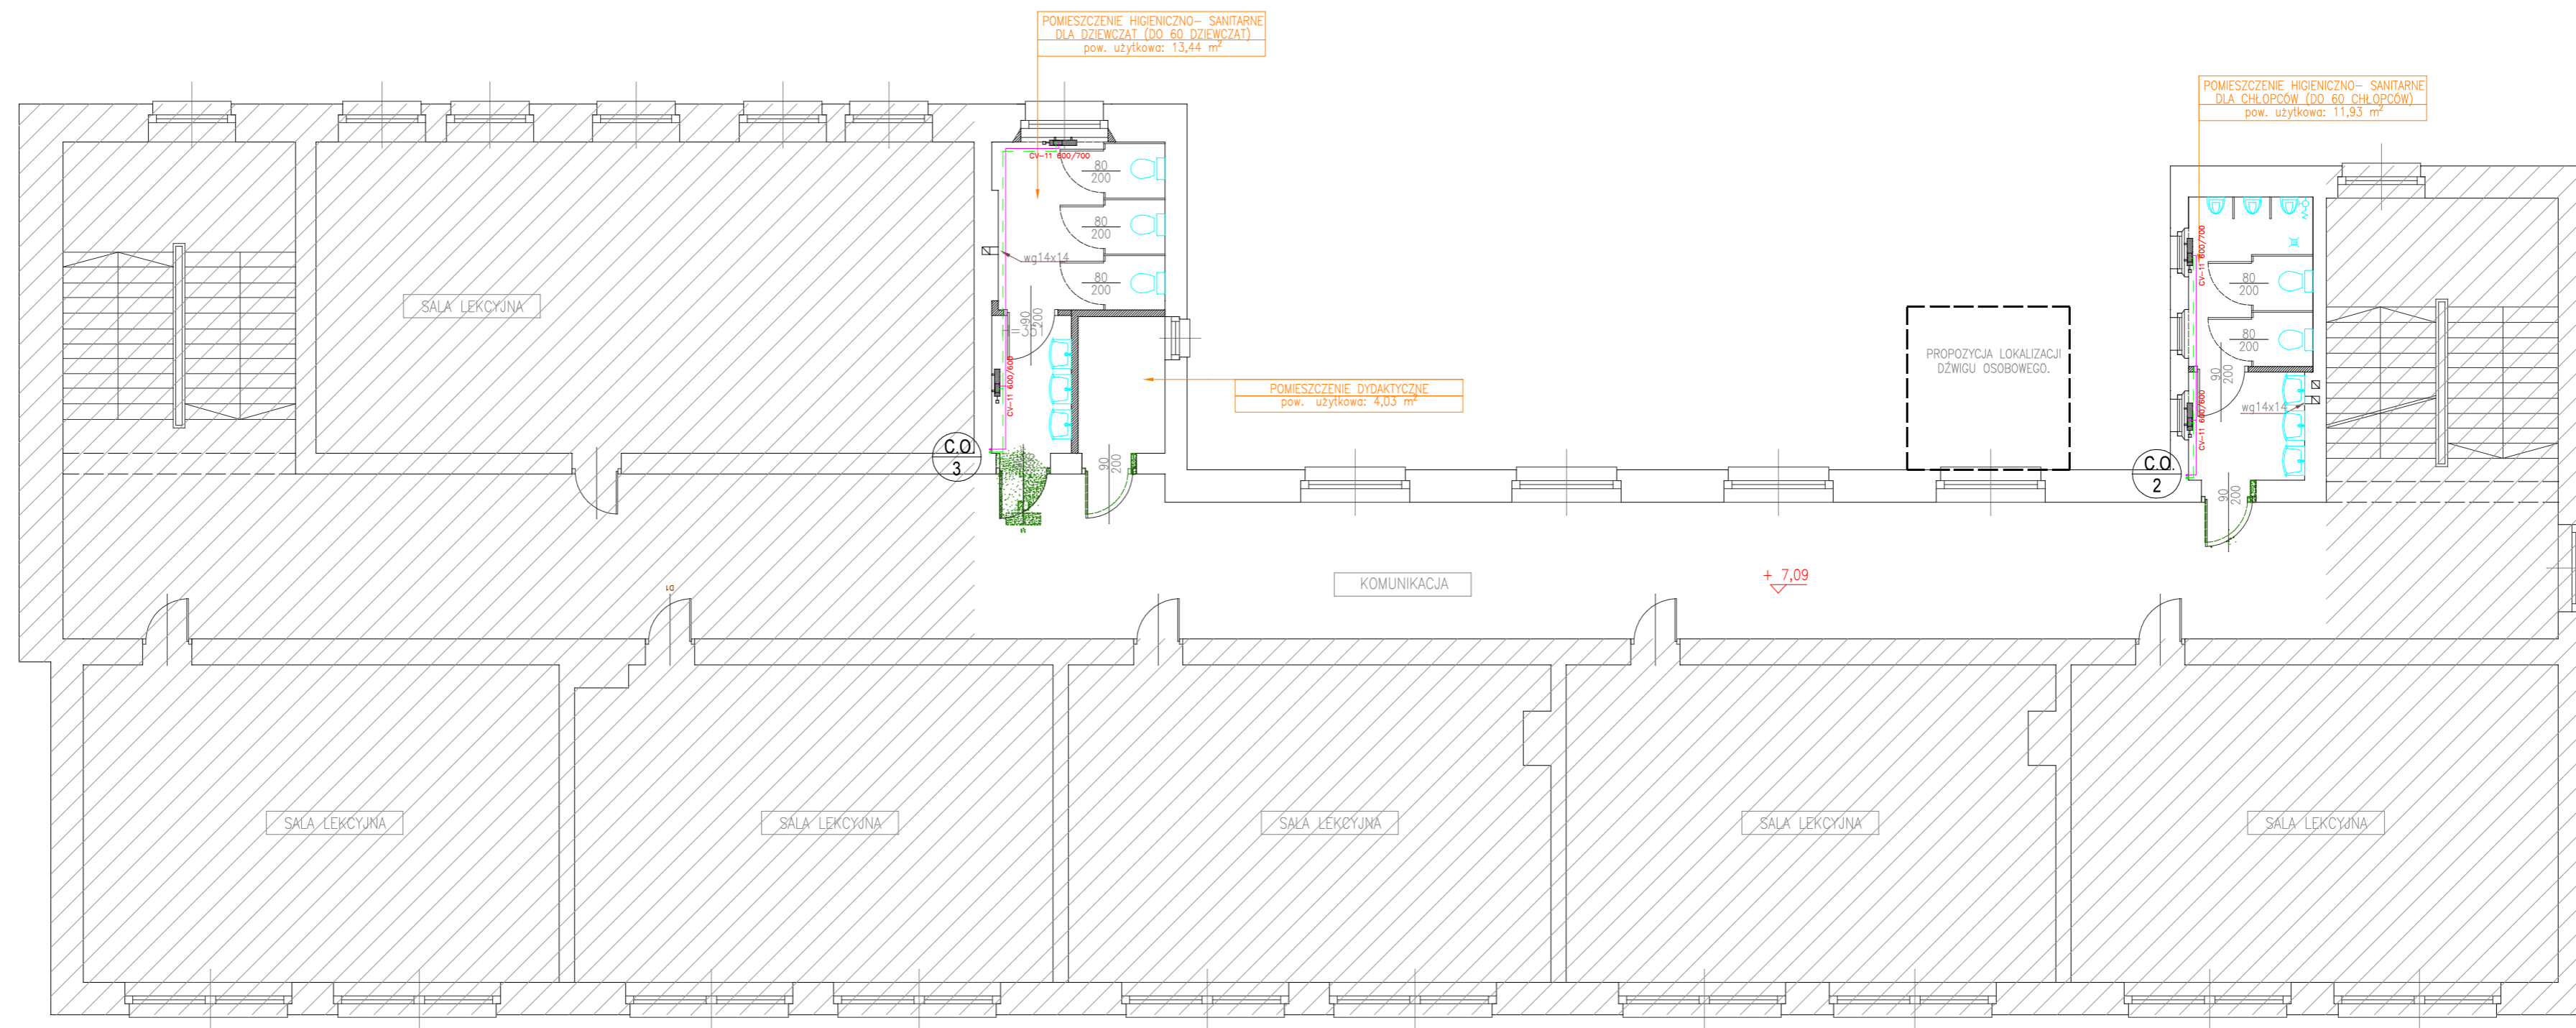 POMIESZCZENIE HIGIENICZNO- SANITARNE
DLA DZIEWCZĄT (DO 60 DZIEWCZĄT)
pow. użytkowa: 13,44 m²
POMIESZCZENIE HIGIENICZNO- SANITARNE
DLA CHŁOPCÓW (DO 60 CHŁOPCÓW)
pow. użytkowa: 11,93 m²
CV-11 600/700
80
200
80
200
80
200
wg14x14
90
200
CV-11 600/600
SALA LEKCYJNA
POMIESZCZENIE DYDAKTYCZNE
pow. użytkowa: 4,03 m²
PROPOZYCJA LOKALIZACJI
DŹWIGU OSOBOWEGO.
CV-11 600/700
80
200
80
200
90
200
wg14x14
CV-11 600/600
C.O.
3
90
200
C.O.
2
90
200
KOMUNIKACJA
+ 7,09
D1
SALA LEKCYJNA
SALA LEKCYJNA
SALA LEKCYJNA
SALA LEKCYJNA
SALA LEKCYJNA